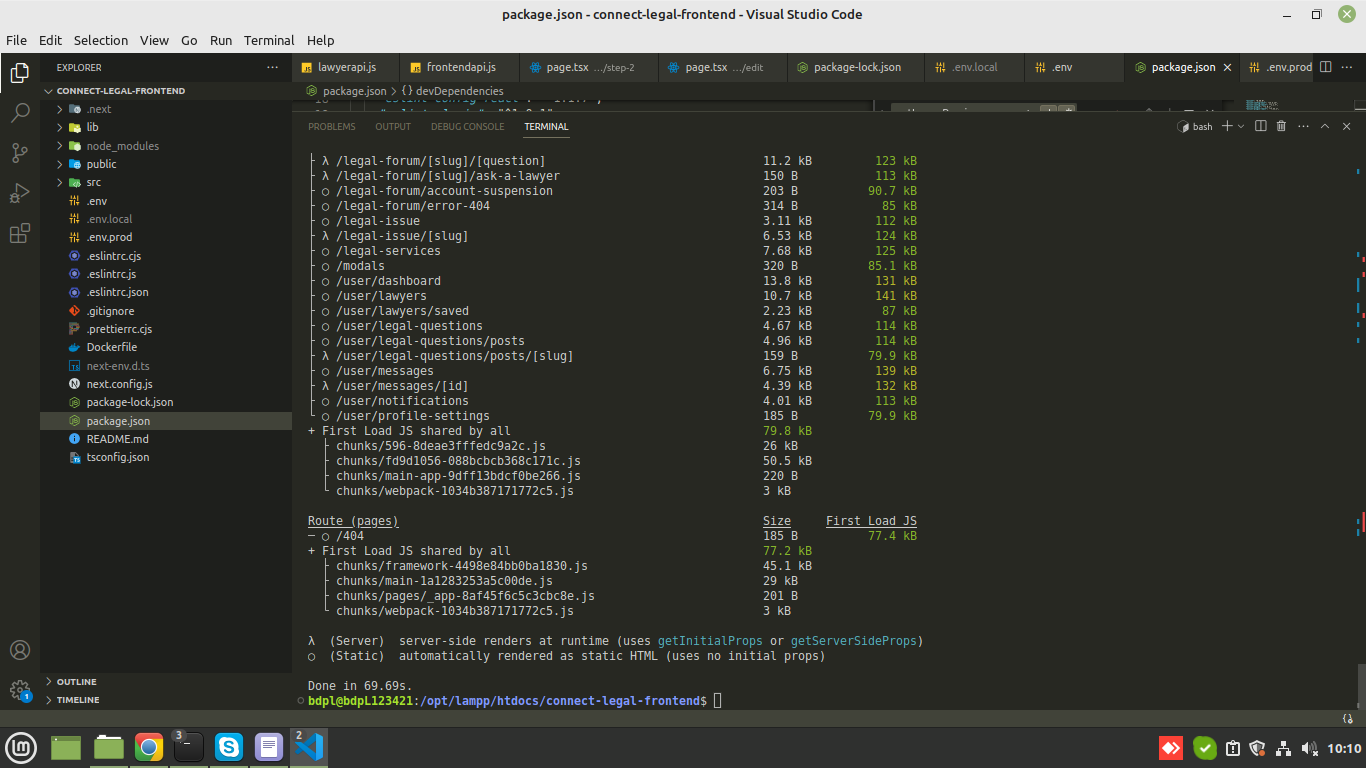 package.json - connect-legal-frontend - Visual Studio Code
File Edit Selection View Go Run Terminal Help
EXPLORER
CONNECT-LEGAL-FRONTEND
.next
lib
node_modules
public
src
.env
.env.local
.env.prod
.eslintrc.cjs
.eslintrc.js
.eslintrc.json
.gitignore
.prettierrc.cjs
Dockerfile
next-env.d.ts
next.config.js
package-lock.json
package.json
README.md
tsconfig.json
OUTLINE
TIMELINE
lawyerapi.js frontendapi.js page.tsx .../step-2 page.tsx .../edit package-lock.json .env.local .env package.json .env.prod
package.json > {} devDependencies
PROBLEMS OUTPUT DEBUG CONSOLE TERMINAL bash
├ λ /legal-forum/[slug]/[question] 11.2 kB 123 kB
├ λ /legal-forum/[slug]/ask-a-lawyer 150 B 113 kB
├ ○ /legal-forum/account-suspension 203 B 90.7 kB
├ ○ /legal-forum/error-404 314 B 85 kB
├ ○ /legal-issue 3.11 kB 112 kB
├ λ /legal-issue/[slug] 6.53 kB 124 kB
├ ○ /legal-services 7.68 kB 125 kB
├ ○ /modals 320 B 85.1 kB
├ ○ /user/dashboard 13.8 kB 131 kB
├ ○ /user/lawyers 10.7 kB 141 kB
├ ○ /user/lawyers/saved 2.23 kB 87 kB
├ ○ /user/legal-questions 4.67 kB 114 kB
├ ○ /user/legal-questions/posts 4.96 kB 114 kB
├ λ /user/legal-questions/posts/[slug] 159 B 79.9 kB
├ ○ /user/messages 6.75 kB 139 kB
├ λ /user/messages/[id] 4.39 kB 132 kB
├ ○ /user/notifications 4.01 kB 113 kB
└ ○ /user/profile-settings 185 B 79.9 kB
+ First Load JS shared by all 79.8 kB
├ chunks/596-8deae3fffedc9a2c.js 26 kB
├ chunks/fd9d1056-088bcbcb368c171c.js 50.5 kB
├ chunks/main-app-9dff13bdcf0be266.js 220 B
└ chunks/webpack-1034b387171772c5.js 3 kB
Route (pages) Size First Load JS
─ ○ /404 185 B 77.4 kB
+ First Load JS shared by all 77.2 kB
├ chunks/framework-4498e84bb0ba1830.js 45.1 kB
├ chunks/main-1a1283253a5c00de.js 29 kB
├ chunks/pages/_app-8af45f6c5c3cbc8e.js 201 B
└ chunks/webpack-1034b387171772c5.js 3 kB
λ (Server) server-side renders at runtime (uses getInitialProps or getServerSideProps)
○ (Static) automatically rendered as static HTML (uses no initial props)
Done in 69.69s.
bdpl@bdpL123421:/opt/lampp/htdocs/connect-legal-frontend$
1
3
2
10:10